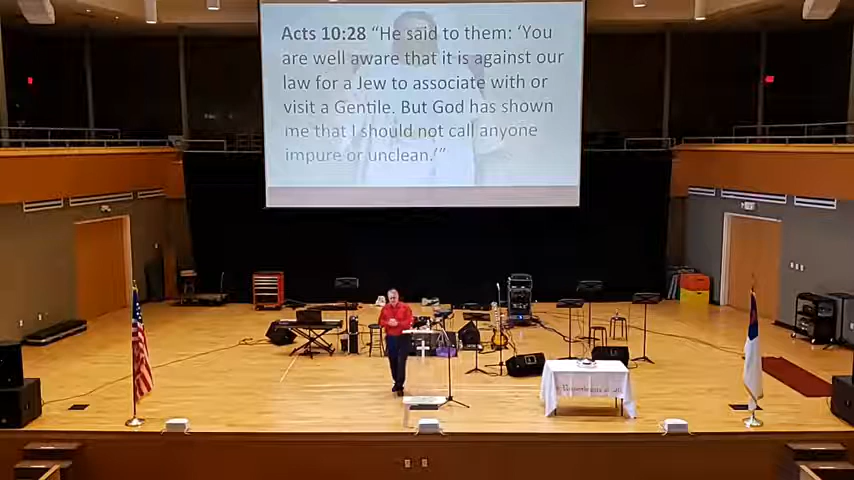 Acts 10:28 “He said to them: ‘You
are well aware that it is against our
law for a Jew to associate with or
visit a Gentile. But God has shown
me that I should not call anyone
impure or unclean.’”